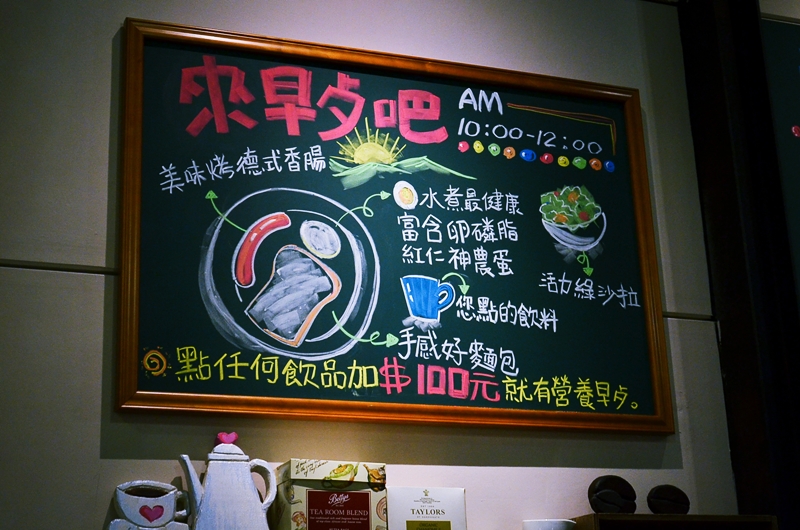 來早夕吧
AM
10:00-12:00
美味烤德式香腸
水煮最健康
富含卵磷脂
紅仁神農蛋
活力綠沙拉
您點的飲料
手感好麵包
點任何飲品加$100元就有營養早夕。
Bettys
TEA ROOM BLEND
TAYLORS